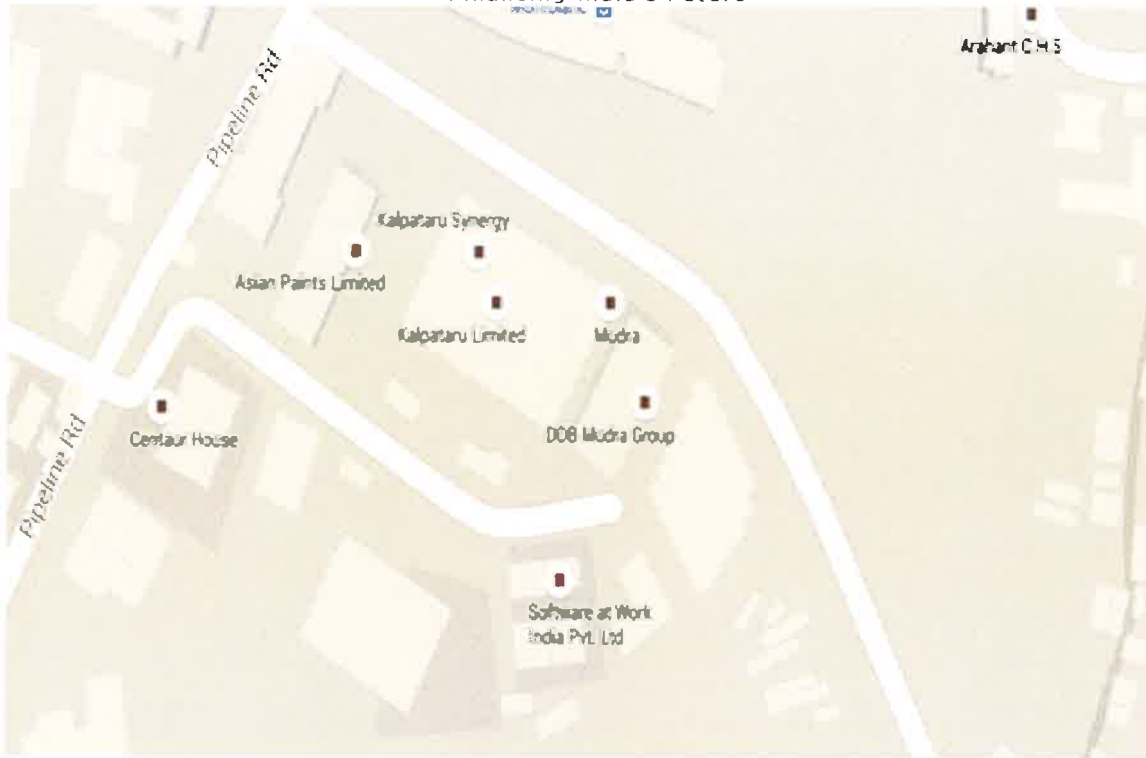 Arahant C H S
Pipeline Rd
Kalpataru Synergy
Asian Paints Limited
Kalpataru Limited
Mudra
Centaur House
DDB Mudra Group
Pipeline Rd
Software at Work
India Pvt. Ltd